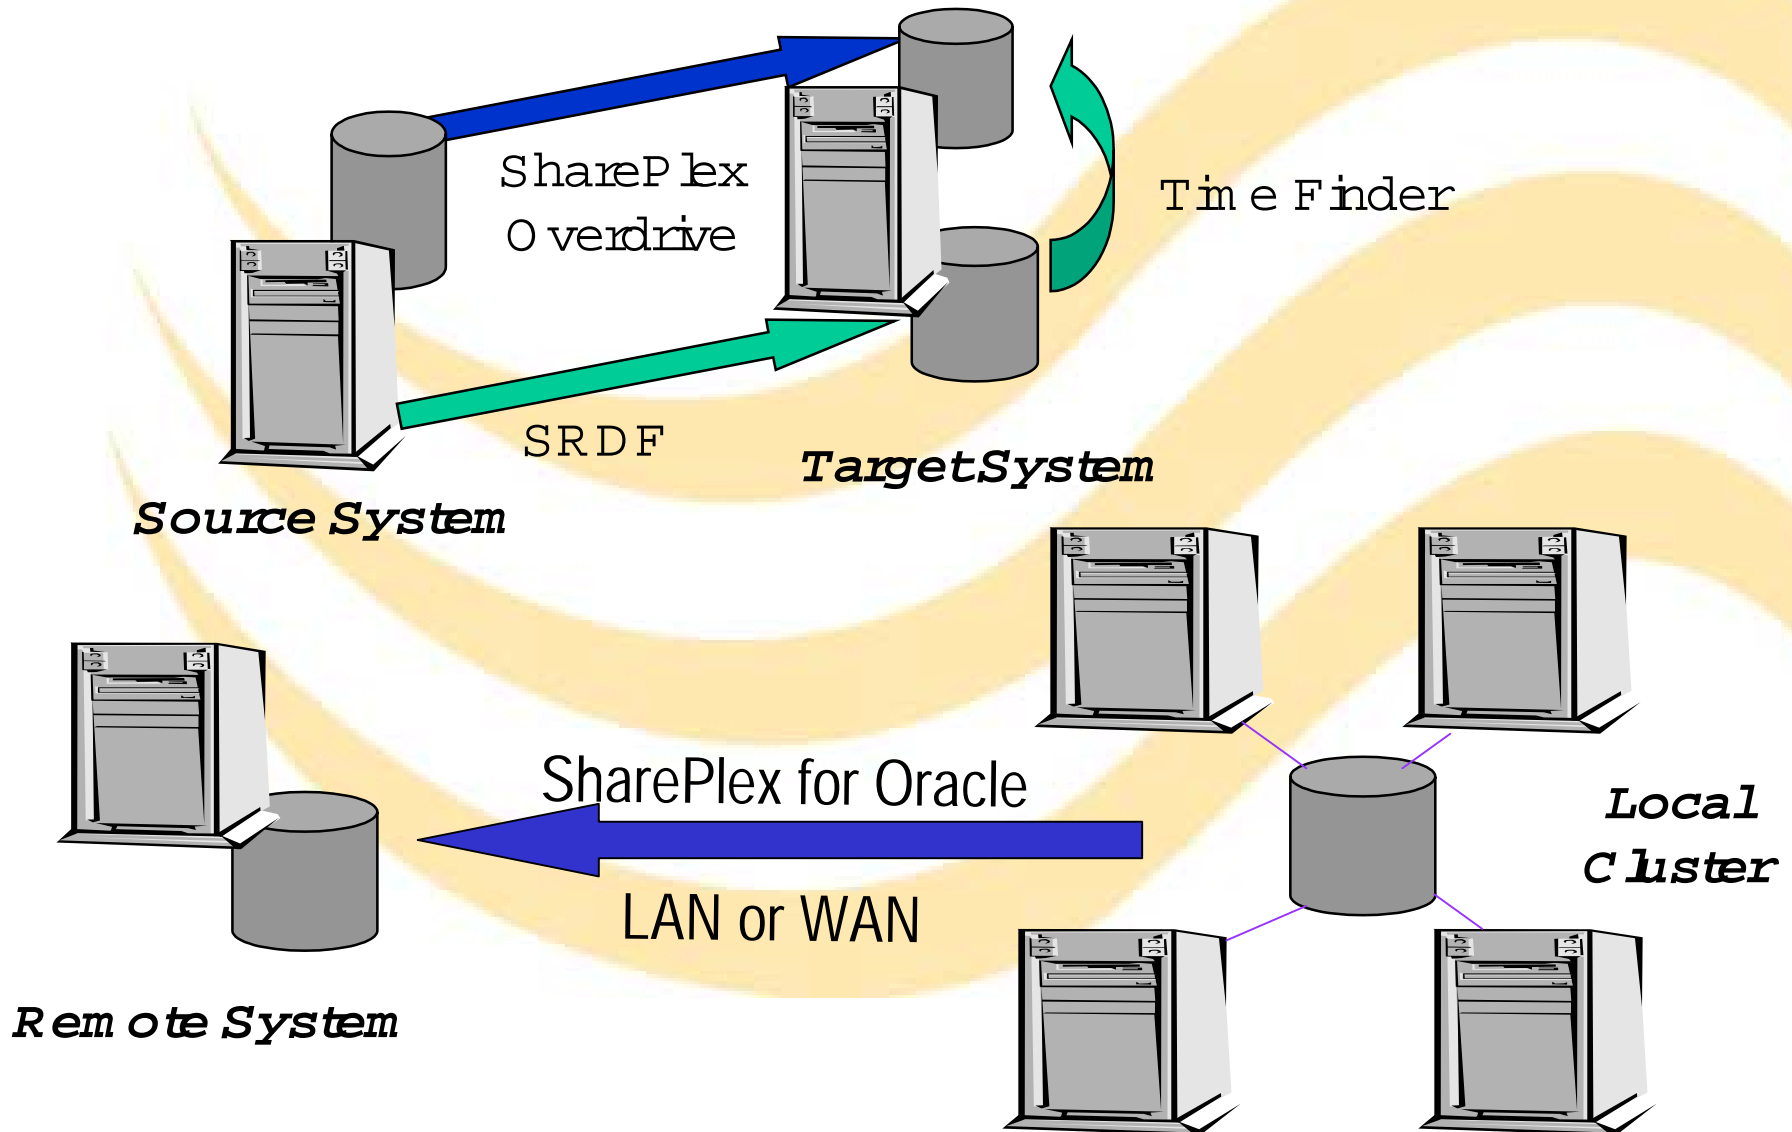 SharePlex
Overdrive
Time Finder
SRDF
Target System
Source System
SharePlex for Oracle
LAN or WAN
Local
Cluster
Remote System